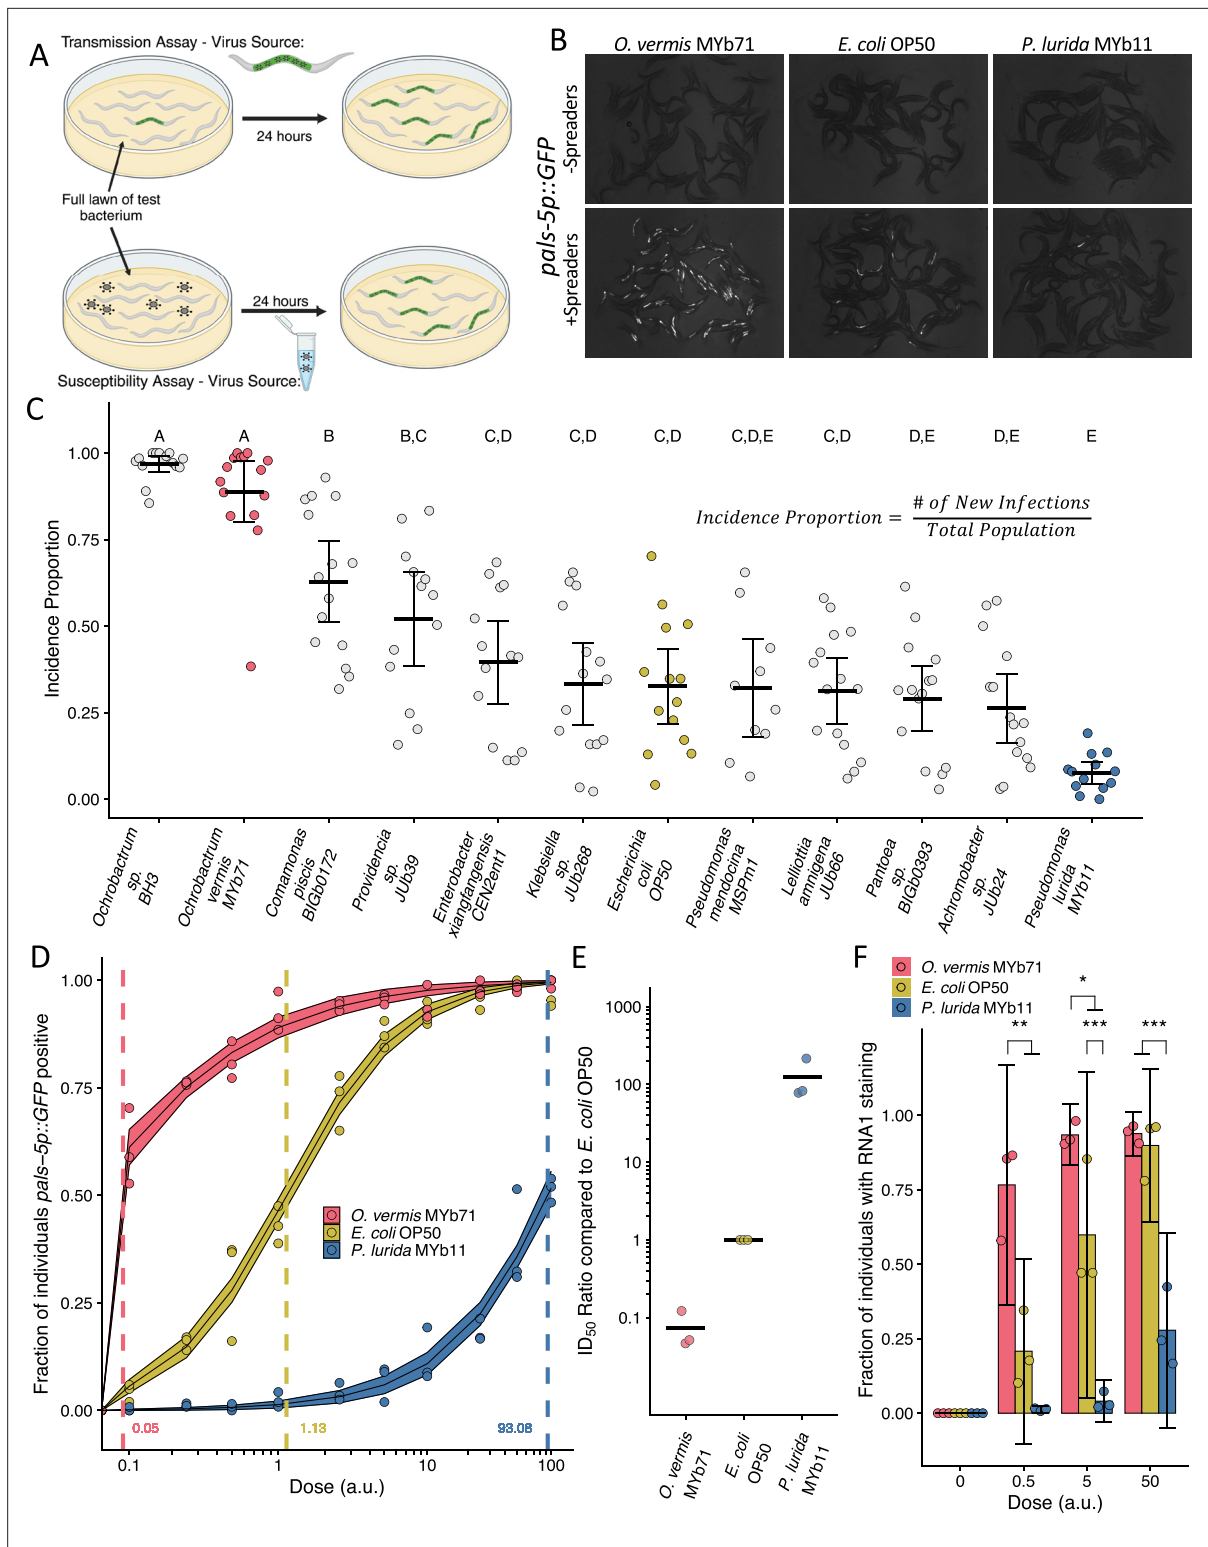 A
Transmission Assay - Virus Source:
24 hours
Full lawn of test
bacterium
24 hours
Susceptibility Assay - Virus Source:
B
O. vermis MYb71
E. coli OP50
P. lurida MYb11
pals-5p::GFP
-Spreaders
+Spreaders
C
A
A
B
B,C
C,D
C,D
C,D
C,D,E
C,D
D,E
D,E
E
Incidence Proportion = # of New Infections
Total Population
Incidence Proportion
1.00
0.75
0.50
0.25
0.00
Ochrobactrum
sp.
BH3
Ochrobactrum
vermis
MYb71
Comamonas
piscis
BIGb0172
Providencia
sp.
JUb39
Enterobacter
xiangfangensis
CEN2ent1
Klebsiella
sp.
JUb268
Escherichia
coli
OP50
Pseudomonas
mendocina
MSPm1
Lelliottia
amnigena
JUb66
Pantoea
sp.
BIGb0393
Achromobacter
sp.
JUb24
Pseudomonas
lurida
MYb11
D
Fraction of individuals pals-5p::GFP positive
1.00
0.75
0.50
0.25
0.00
O. vermis MYb71
E. coli OP50
P. lurida MYb11
0.05
1.13
93.08
0.1
1
10
100
Dose (a.u.)
E
ID50 Ratio compared to E. coli OP50
1000
100
10
1
0.1
O. vermis
MYb71
E. coli
OP50
P. lurida
MYb11
F
O. vermis MYb71
E. coli OP50
P. lurida MYb11
*
**
***
***
Fraction of individuals with RNA1 staining
1.00
0.75
0.50
0.25
0.00
0
0.5
5
50
Dose (a.u.)